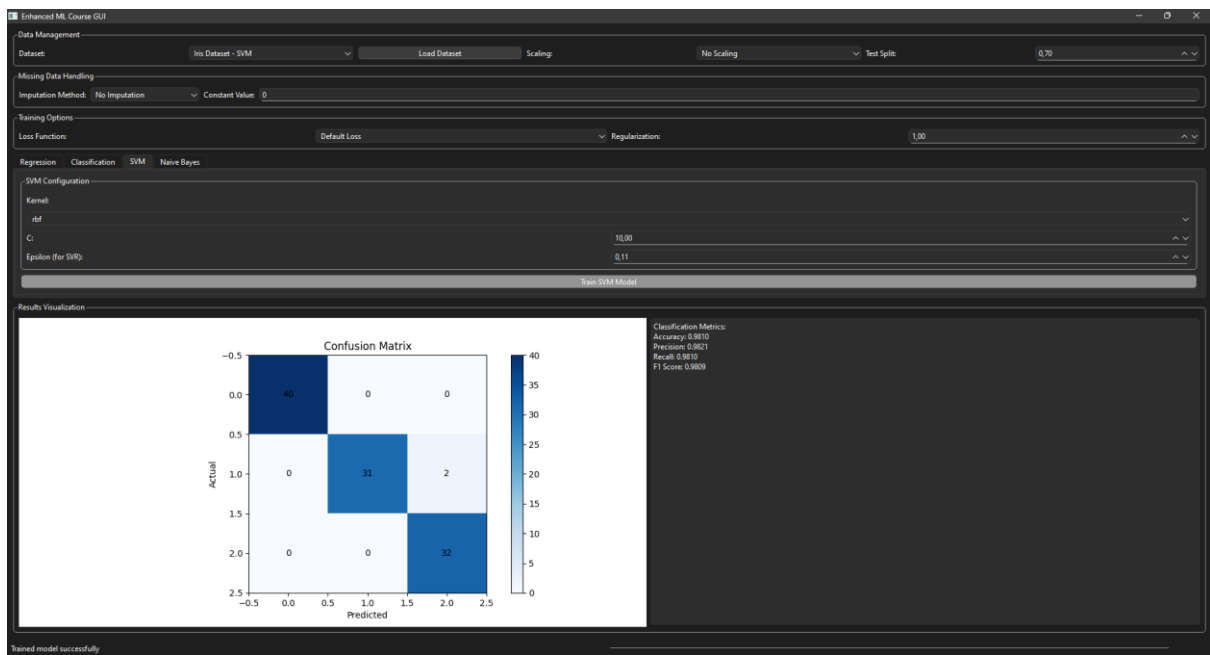 Enhanced ML Course GUI
Data Management
Dataset: Iris Dataset - SVM Load Dataset Scaling: No Scaling Test Split: 0,70
Missing Data Handling
Imputation Method: No Imputation Constant Value: 0
Training Options
Loss Function: Default Loss Regularization: 1,00
Regression Classification SVM Naive Bayes
SVM Configuration
Kernel:
rbf
C: 10,00
Epsilon (for SVR): 0,11
Train SVM Model
Results Visualization
Confusion Matrix
−0.5
0.0
0.5
1.0
1.5
2.0
2.5
Actual
40 0 0
0 31 2
0 0 32
−0.5 0.0 0.5 1.0 1.5 2.0 2.5
Predicted
40
35
30
25
20
15
10
5
0
Classification Metrics:
Accuracy: 0.9810
Precision: 0.9821
Recall: 0.9810
F1 Score: 0.9809
Trained model successfully